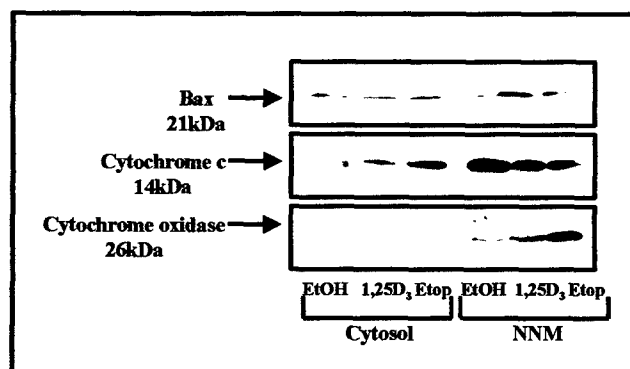 Bax
21kDa
Cytochrome c
14kDa
Cytochrome oxidase
26kDa
EtOH 1,25D₃ Etop EtOH 1,25D₃ Etop
Cytosol NNM